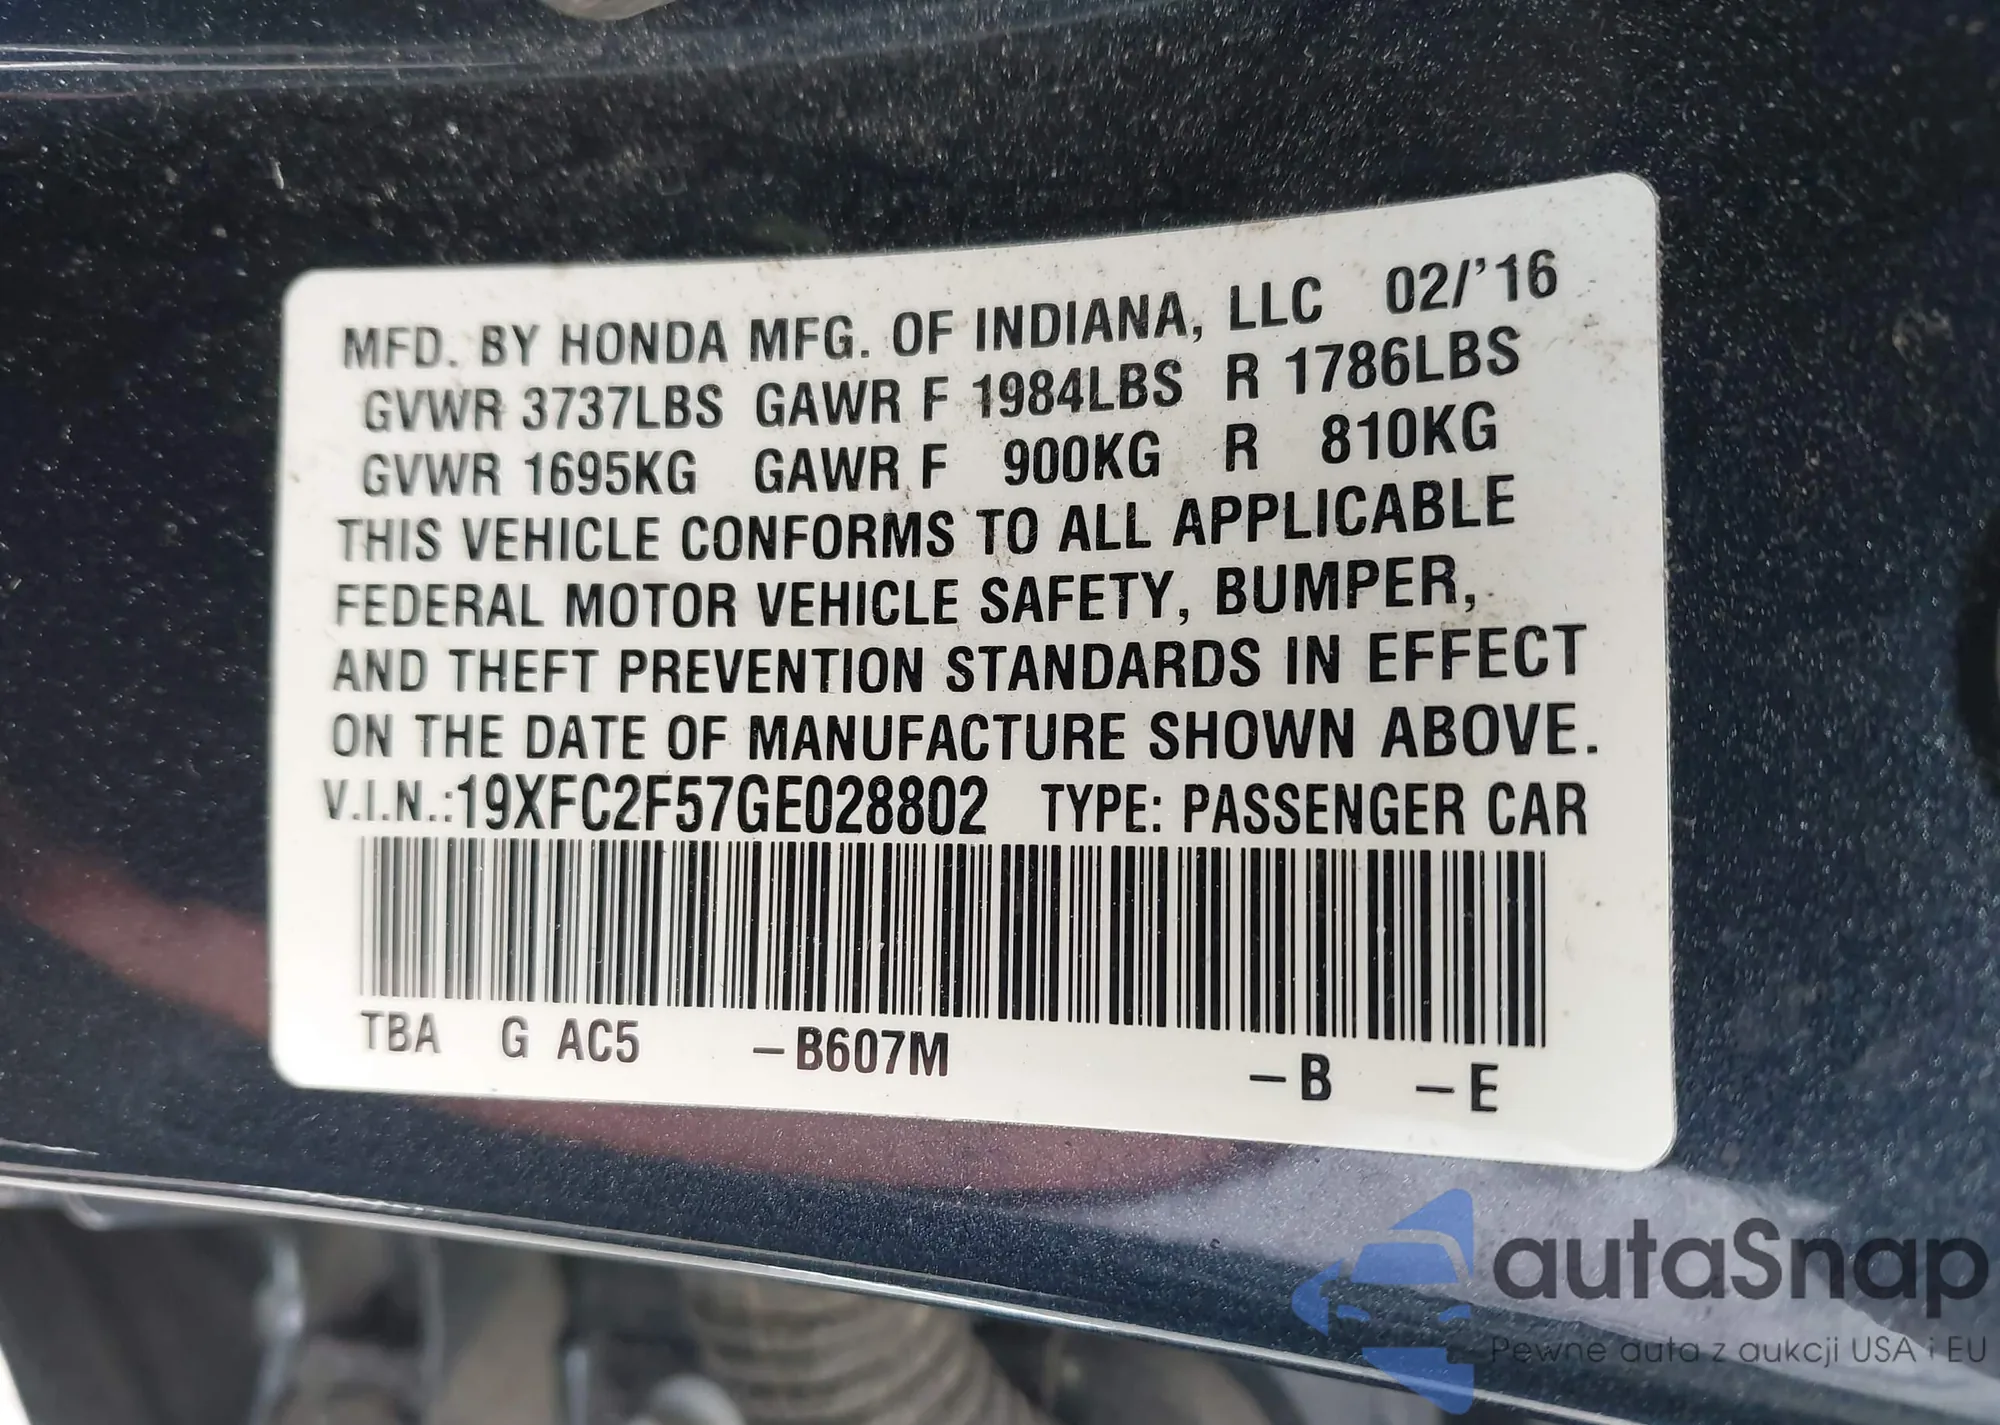 MFD. BY HONDA MFG. OF INDIANA, LLC 02/'16
GVWR 3737LBS GAWR F 1984LBS R 1786LBS
GVWR 1695KG GAWR F 900KG R 810KG
THIS VEHICLE CONFORMS TO ALL APPLICABLE
FEDERAL MOTOR VEHICLE SAFETY, BUMPER,
AND THEFT PREVENTION STANDARDS IN EFFECT
ON THE DATE OF MANUFACTURE SHOWN ABOVE.
V.I.N.:19XFC2F57GE028802 TYPE: PASSENGER CAR
TBA G AC5 –B607M –B –E
autaSnap
Pewne auta z aukcji USA i EU